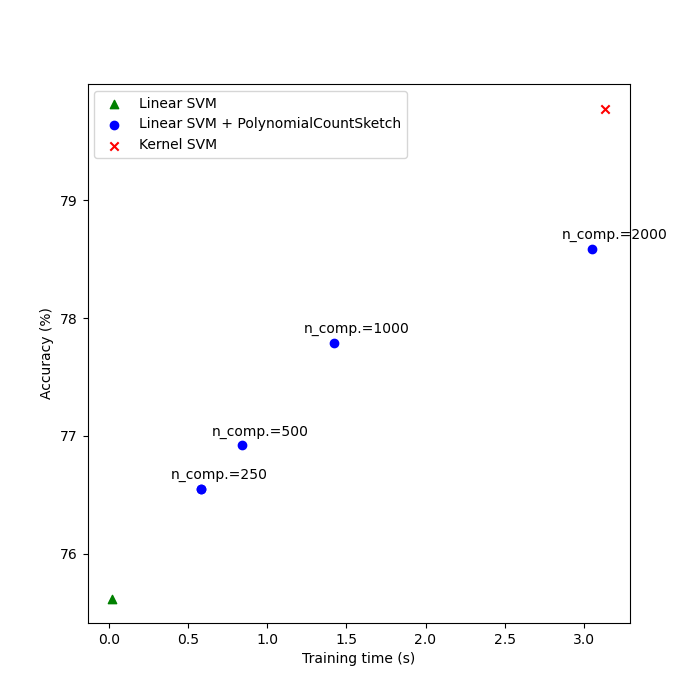 Linear SVM
Linear SVM + PolynomialCountSketch
Kernel SVM
79
n_comp.=2000
78
n_comp.=1000
Accuracy (%)
77
n_comp.=500
n_comp.=250
76
0.0 0.5 1.0 1.5 2.0 2.5 3.0
Training time (s)